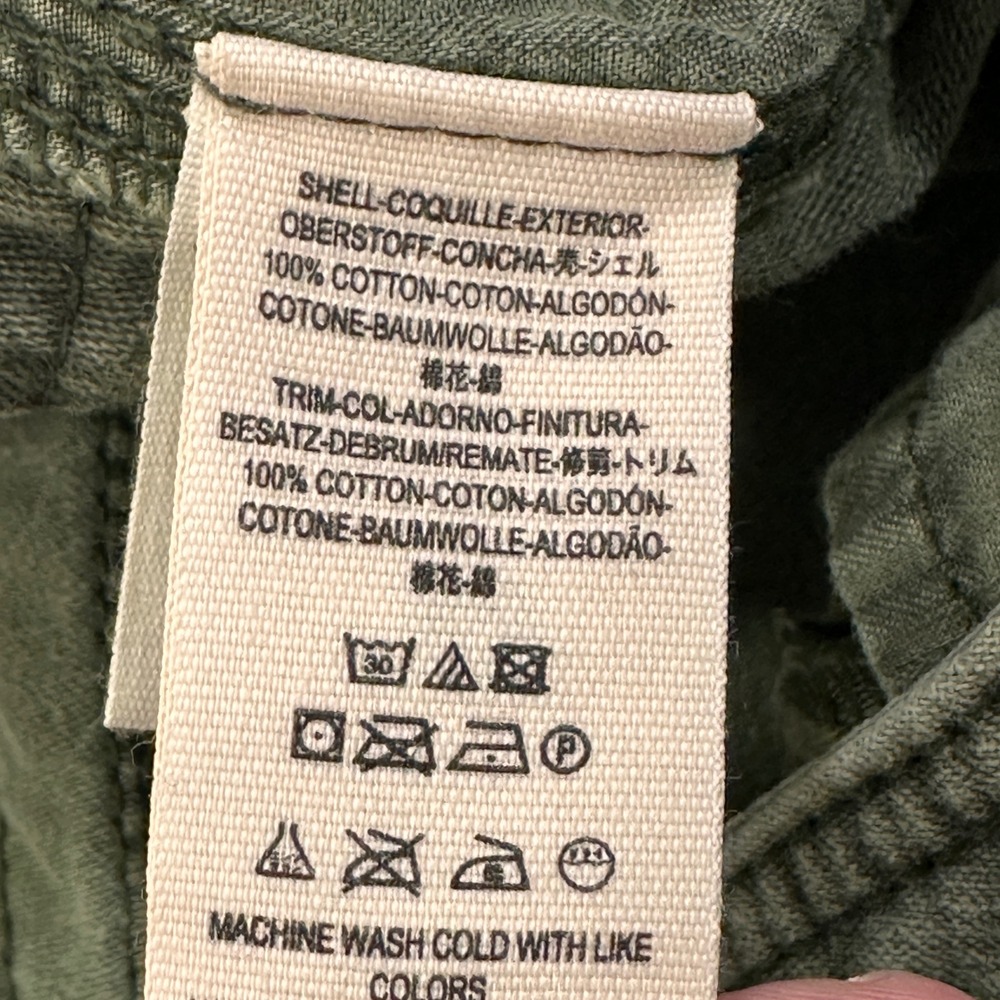 SHELL-COQUILLE-EXTERIOR-
OBERSTOFF-CONCHA-壳-シェル
100% COTTON-COTON-ALGODÓN-
COTONE-BAUMWOLLE-ALGODÃO-
棉花-綿
TRIM-COL-ADORNO-FINITURA-
BESATZ-DEBRUM/REMATE-修剪-トリム
100% COTTON-COTON-ALGODÓN-
COTONE-BAUMWOLLE-ALGODÃO-
棉花-綿
30
P
MACHINE WASH COLD WITH LIKE
COLORS